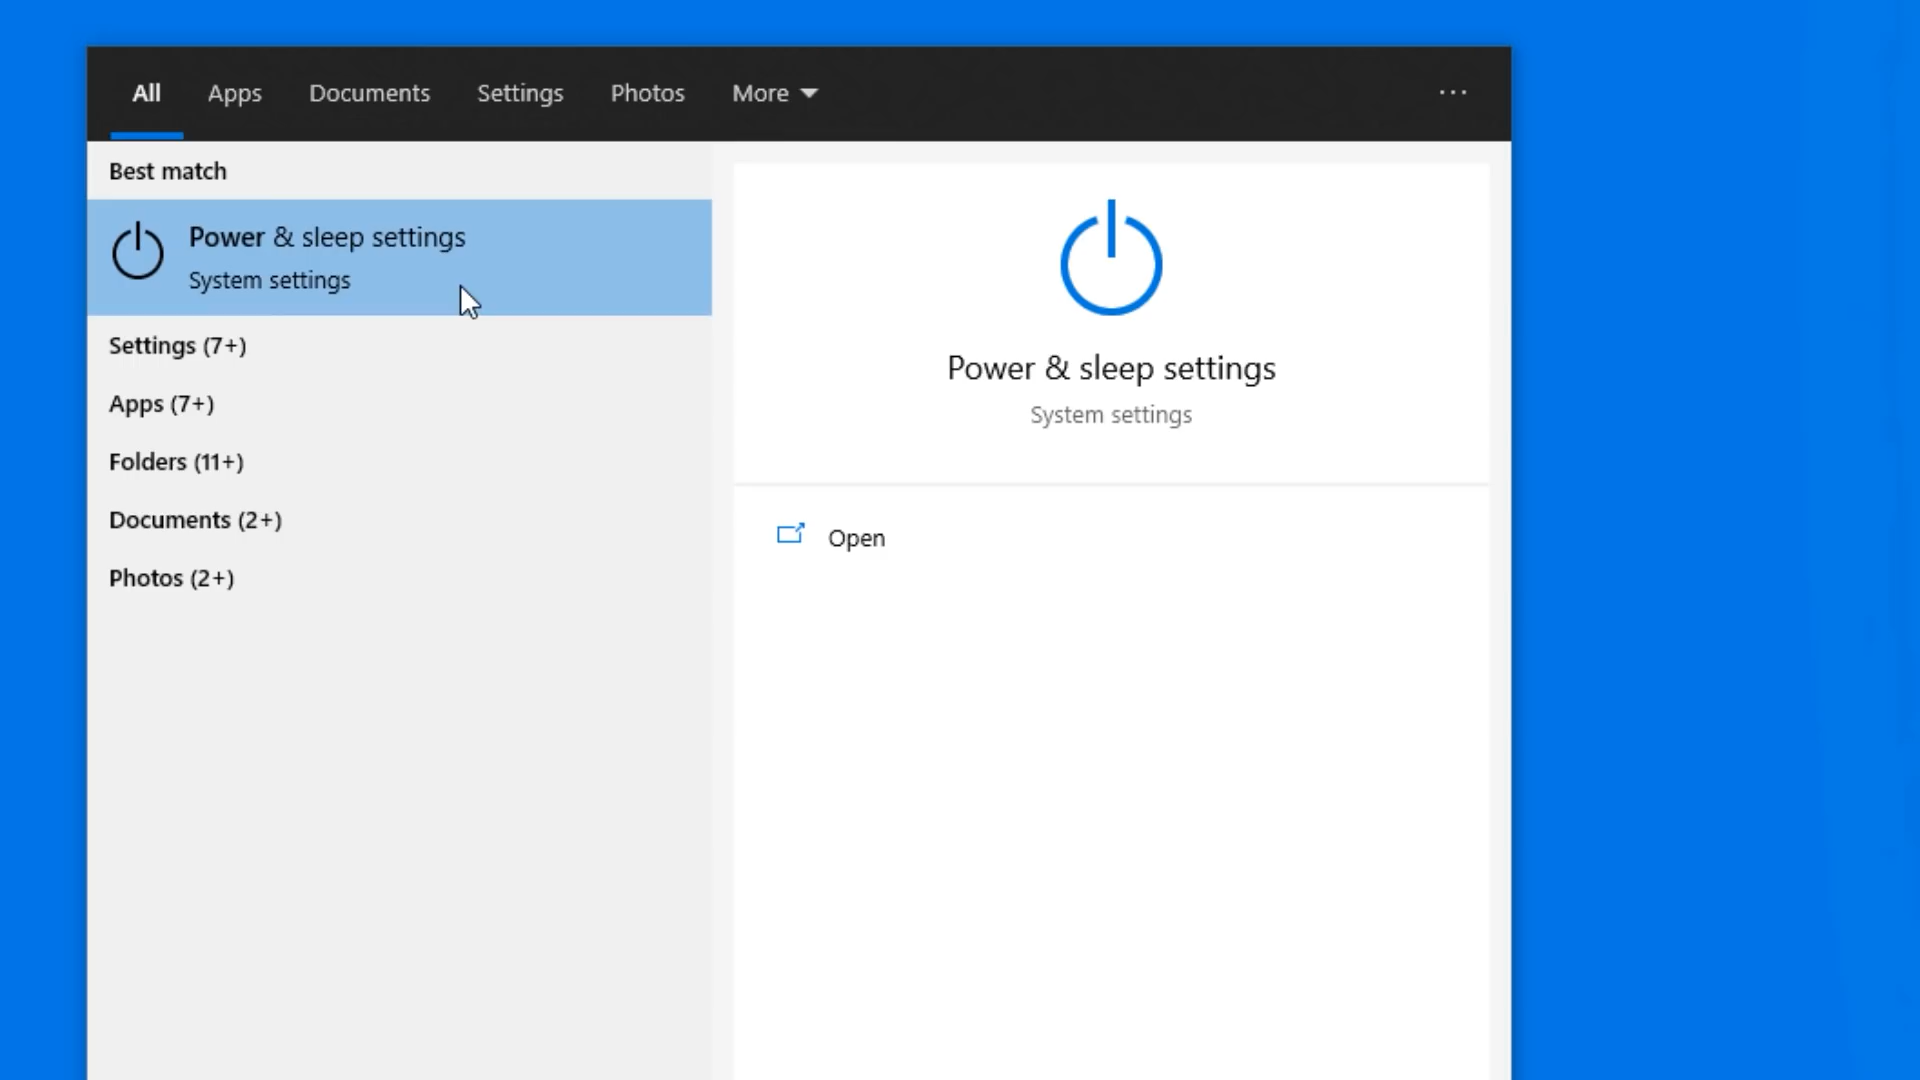 All Apps Documents Settings Photos More ...
Best match
Power & sleep settings
System settings
Settings (7+)
Apps (7+)
Folders (11+)
Documents (2+)
Photos (2+)
Power & sleep settings
System settings
Open